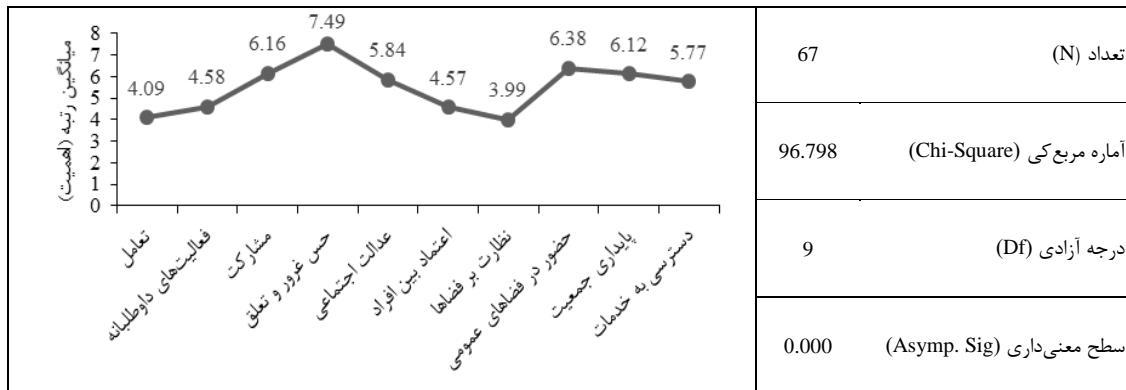 میانگین رتبه (اهمیت)
8
7
6
5
4
3
2
1
0
4.09
4.58
6.16
7.49
5.84
4.57
3.99
6.38
6.12
5.77
تعامل
فعالیت‌های داوطلبانه
مشارکت
حس غرور و تعلق
عدالت اجتماعی
اعتماد بین افراد
نظارت بر فضاها
حضور در فضاهای عمومی
پایداری جمعیت
دسترسی به خدمات
تعداد (N) 67
آماره مربع‌کی (Chi-Square) 96.798
درجه آزادی (Df) 9
سطح معنی‌داری (Asymp. Sig) 0.000